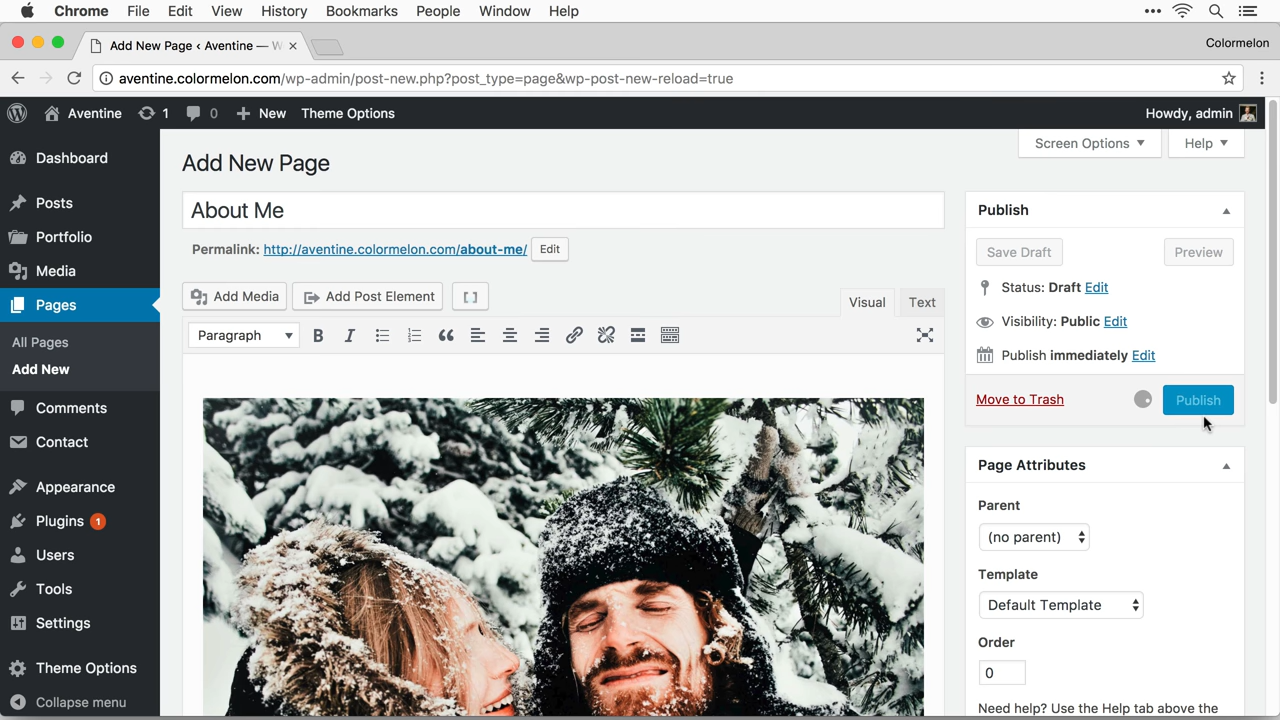 Chrome File Edit View History Bookmarks People Window Help
Add New Page ‹ Aventine — W
Colormelon
aventine.colormelon.com/wp-admin/post-new.php?post_type=page&wp-post-new-reload=true
Aventine 1 0 New Theme Options Howdy, admin
Screen Options Help
Dashboard
Posts
Portfolio
Media
Pages
All Pages
Add New
Comments
Contact
Appearance
Plugins 1
Users
Tools
Settings
Theme Options
Collapse menu
Add New Page
About Me
Permalink: http://aventine.colormelon.com/about-me/ Edit
Add Media Add Post Element
Visual Text
Paragraph B I
Publish
Save Draft Preview
Status: Draft Edit
Visibility: Public Edit
Publish immediately Edit
Move to Trash Publish
Page Attributes
Parent
(no parent)
Template
Default Template
Order
0
Need help? Use the Help tab above the